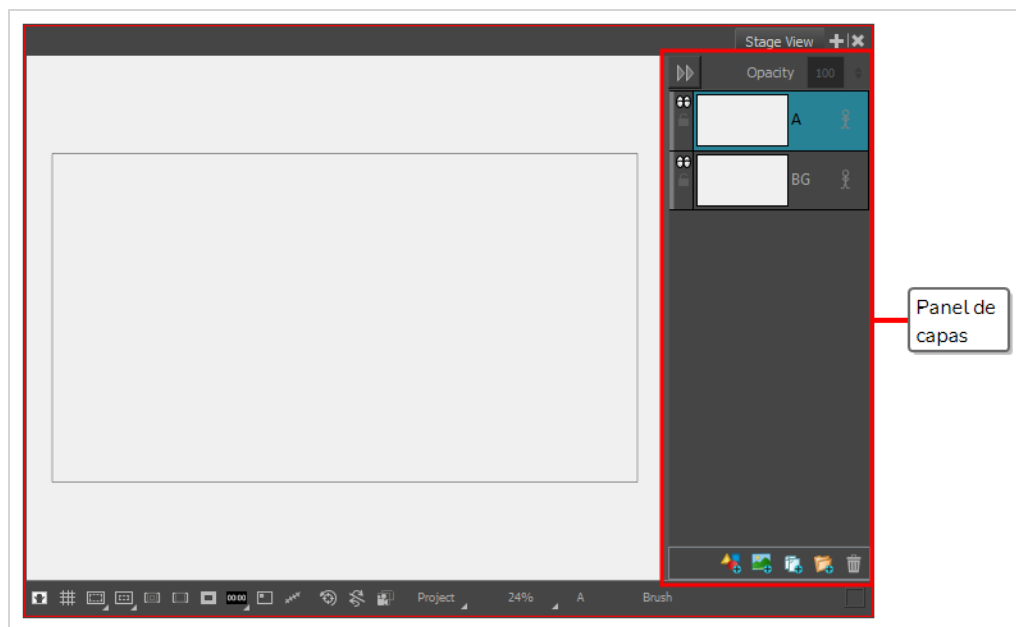 Stage View
Opacity 100
A
BG
Panel de
capas
00:00
Project 24% A Brush